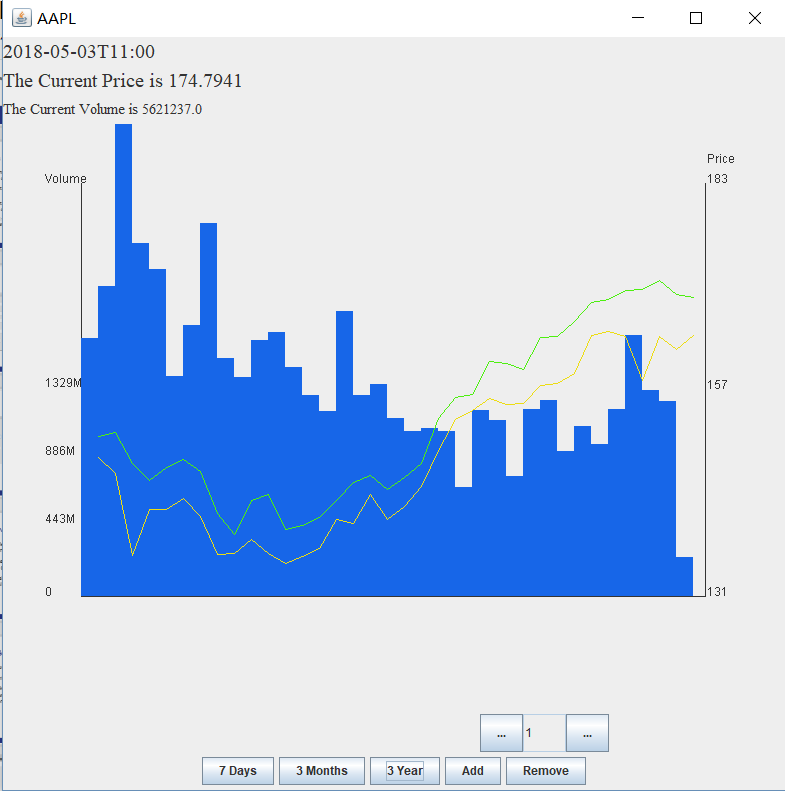 AAPL
2018-05-03T11:00
The Current Price is 174.7941
The Current Volume is 5621237.0
Price
Volume
183
1329M
157
886M
443M
0
131
...
1
...
7 Days
3 Months
3 Year
Add
Remove